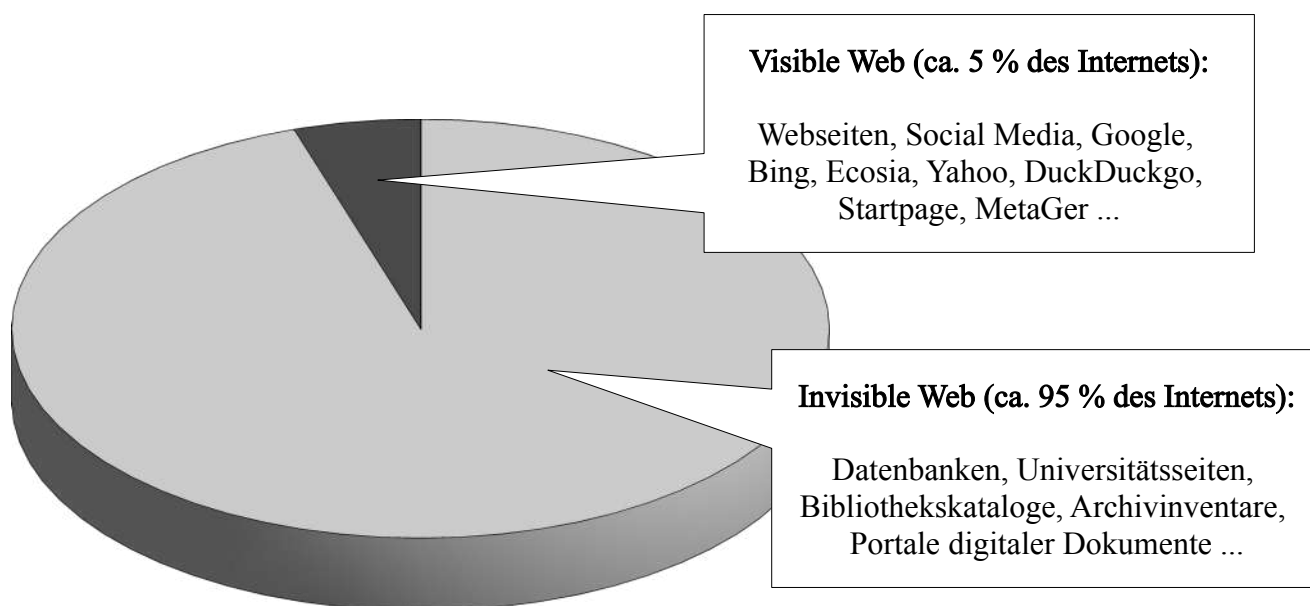 Visible Web (ca. 5 % des Internets):
Webseiten, Social Media, Google,
Bing, Ecosia, Yahoo, DuckDuckgo,
Startpage, MetaGer ...
Invisible Web (ca. 95 % des Internets):
Datenbanken, Universitätsseiten,
Bibliothekskataloge, Archivinventare,
Portale digitaler Dokumente ...